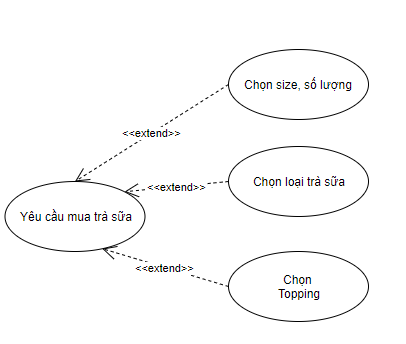 Chọn size, số lượng
<<extend>>
Chọn loại trà sữa
<<extend>>
Yêu cầu mua trà sữa
<<extend>>
Chọn
Topping